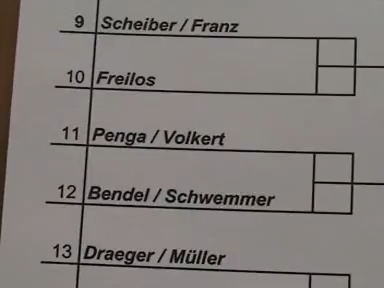 9 Scheiber / Franz
10 Freilos
11 Penga / Volkert
12 Bendel / Schwemmer
13 Draeger / Müller